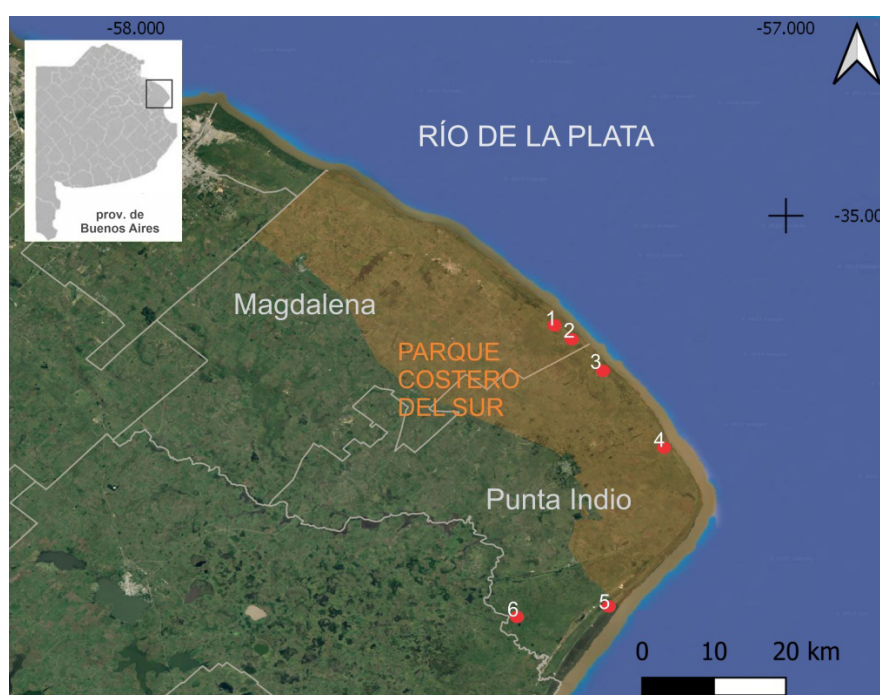 -58.000
-57.000
prov. de
Buenos Aires
RÍO DE LA PLATA
-35.00
Magdalena
1
2
PARQUE
COSTERO
DEL SUR
3
4
Punta Indio
5
6
0 10 20 km